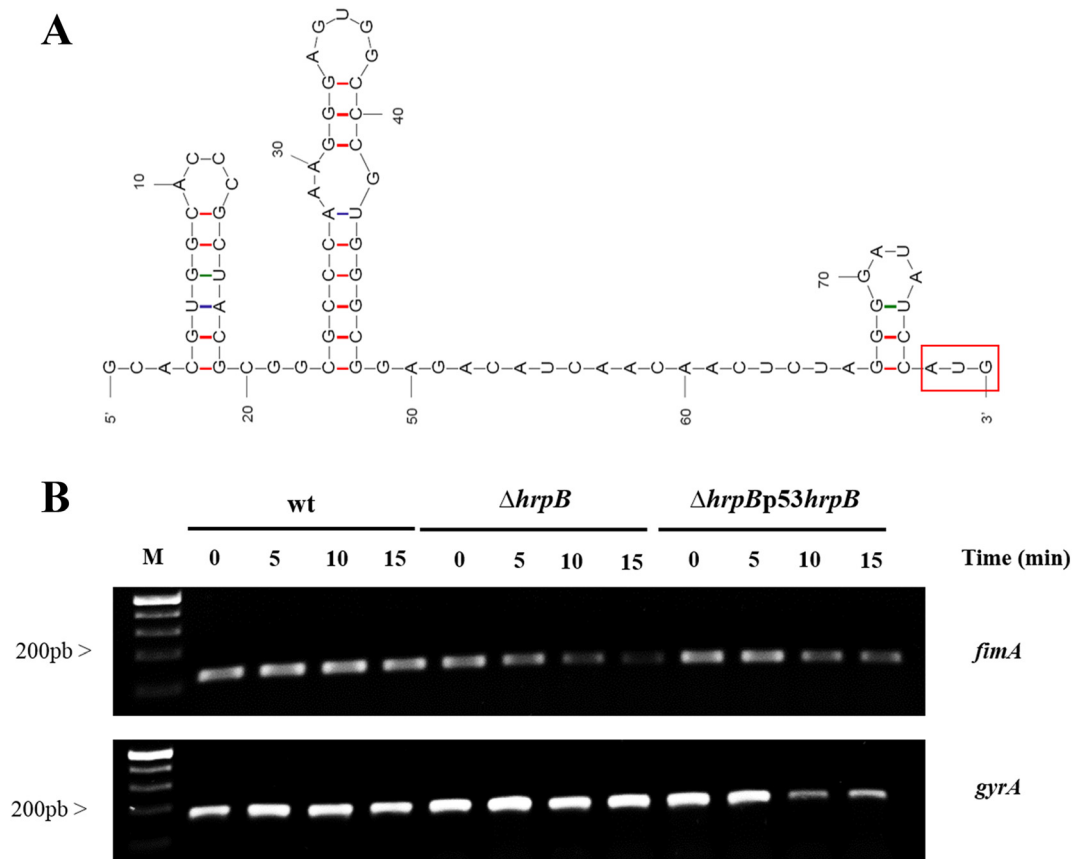 A
GCACGUGGCACCCGCUACGCGGCGCCCAAAGGGAGUGGCCCGUGGGCGGAGACAUCAACAACUCUAGGGGAUAUCCAUG
10
20
30
40
50
60
70
5'
3'
B
wt ΔhrpB ΔhrpBp53hrpB
M 0 5 10 15 0 5 10 15 0 5 10 15 Time (min)
200pb > fimA
200pb > gyrA